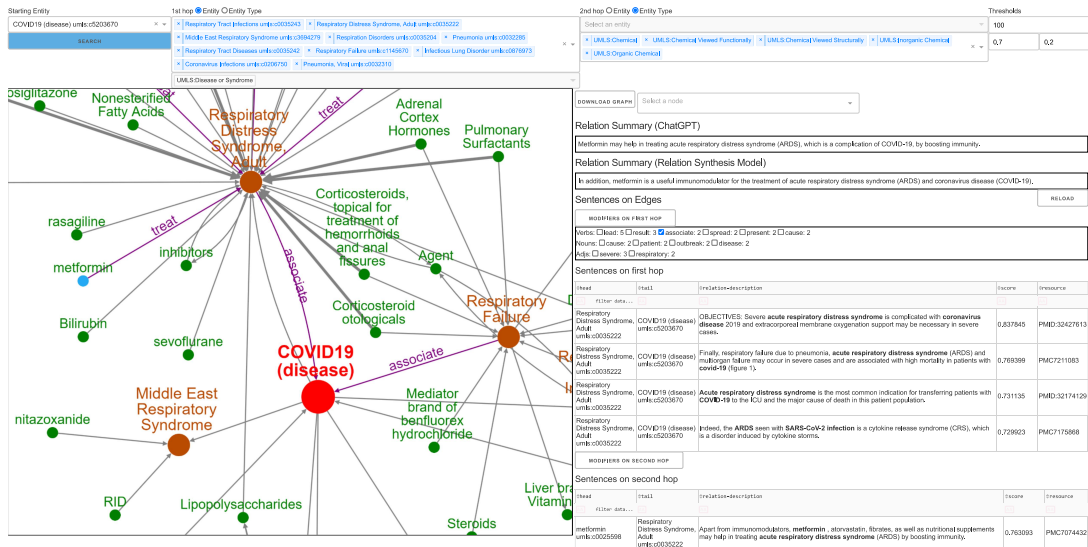 Starting Entity
COVID19 (disease) umls:c5203670
SEARCH
1st hop Entity Entity Type
× Respiratory Tract Infections umls:c0035243 × Respiratory Distress Syndrome, Adult umls:c0035222
× Middle East Respiratory Syndrome umls:c3694279 × Respiration Disorders umls:c0035204 × Pneumonia umls:c0032285
× Respiratory Tract Diseases umls:c0035242 × Respiratory Failure umls:c1145670 × Infectious Lung Disorder umls:c0876973
× Coronavirus Infections umls:c0206750 × Pneumonia, Viral umls:c0032310
UMLS:Disease or Syndrome
2nd hop Entity Entity Type
Select an entity
× UMLS:Chemical × UMLS:Chemical Viewed Functionally × UMLS:Chemical Viewed Structurally × UMLS:Inorganic Chemical
× UMLS:Organic Chemical
Thresholds
100
0,7 0,2
osiglitazone
Nonesterified
Fatty Acids
treat
treat
Respiratory
Distress
Syndrome,
Adult
Adrenal
Cortex
Hormones
Pulmonary
Surfactants
rasagiline
treat
metformin
inhibitors
Corticosteroids,
topical for
treatment of
hemorrhoids
and anal
fissures
Agent
associate
Bilirubin
sevoflurane
Corticosteroid
otologicals
Respiratory
Failure
COVID19
(disease)
associate
Middle East
Respiratory
Syndrome
Mediator
brand of
benfluorex
hydrochloride
nitazoxanide
RID
Lipopolysaccharides
Steroids
Liver bra
Vitamin
DOWNLOAD GRAPH
Select a node
Relation Summary (ChatGPT)
Metformin may help in treating acute respiratory distress syndrome (ARDS), which is a complication of COVID-19, by boosting immunity.
Relation Summary (Relation Synthesis Model)
In addition, metformin is a useful immunomodulator for the treatment of acute respiratory distress syndrome (ARDS) and coronavirus disease (COVID-19).
Sentences on Edges
RELOAD
MODIFIERS ON FIRST HOP
Verbs: lead: 5 result: 3 associate: 2 spread: 2 present: 2 cause: 2
Nouns: cause: 2 patient: 2 outbreak: 2 disease: 2
Adjs: severe: 3 respiratory: 2
Sentences on first hop
head tail relation-description score resource
filter data...
Respiratory Distress Syndrome, Adult umls:c0035222 COVID19 (disease) umls:c5203670 OBJECTIVES: Severe acute respiratory distress syndrome is complicated with coronavirus disease 2019 and extracorporeal membrane oxygenation support may be necessary in severe cases. 0,837845 PMID:32427613
Respiratory Distress Syndrome, Adult umls:c0035222 COVID19 (disease) umls:c5203670 Finally, respiratory failure due to pneumonia, acute respiratory distress syndrome (ARDS) and multiorgan failure may occur in severe cases and are associated with high mortality in patients with covid-19 (figure 1). 0,769399 PMC7211083
Respiratory Distress Syndrome, Adult umls:c0035222 COVID19 (disease) umls:c5203670 Acute respiratory distress syndrome is the most common indication for transferring patients with COVID-19 to the ICU and the major cause of death in this patient population. 0,731135 PMID:32174129
Respiratory Distress Syndrome, Adult umls:c0035222 COVID19 (disease) umls:c5203670 Indeed, the ARDS seen with SARS-CoV-2 infection is a cytokine release syndrome (CRS), which is a disorder induced by cytokine storms. 0,729923 PMC7175868
MODIFIERS ON SECOND HOP
Sentences on second hop
head tail relation-description score resource
filter data...
metformin umls:c0025598 Respiratory Distress Syndrome, Adult umls:c0035222 Apart from immunomodulators, metformin , atorvastatin, fibrates, as well as nutritional supplements may help in treating acute respiratory distress syndrome (ARDS) by boosting immunity. 0,763093 PMC7074432